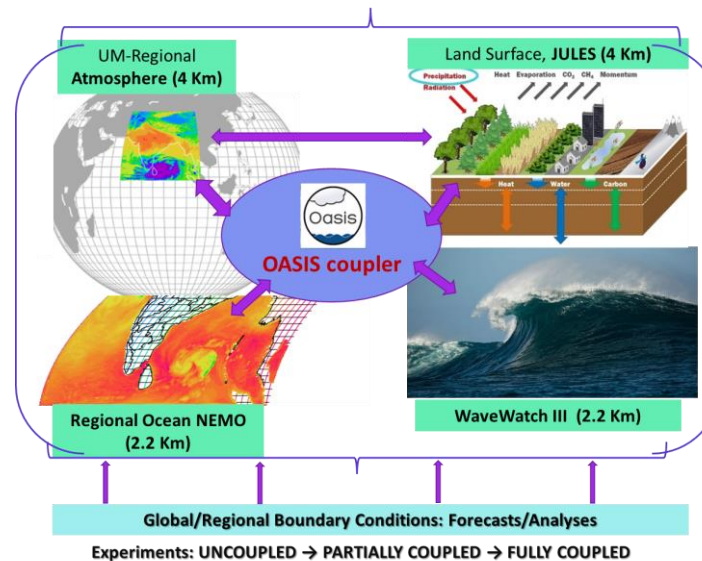 UM-Regional
Atmosphere (4 Km)
Land Surface, JULES (4 Km)
Precipitation
Radiation
Heat Evaporation CO₂ CH₄ Momentum
Heat
Water
Carbon
Oasis
OASIS coupler
Regional Ocean NEMO
(2.2 Km)
WaveWatch III (2.2 Km)
Global/Regional Boundary Conditions: Forecasts/Analyses
Experiments: UNCOUPLED → PARTIALLY COUPLED → FULLY COUPLED